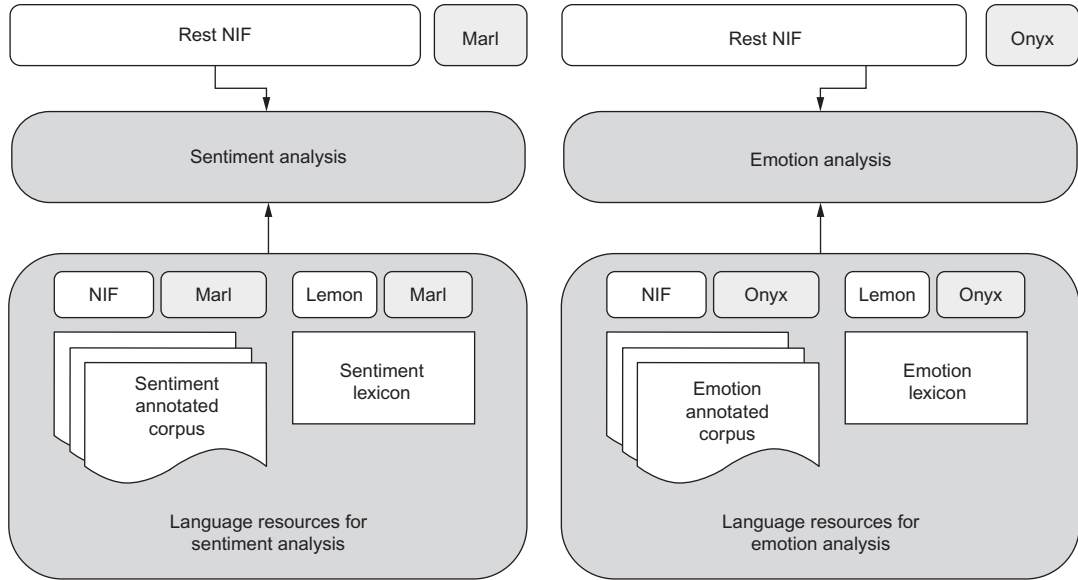 Rest NIF
Marl
Sentiment analysis
NIF
Marl
Lemon
Marl
Sentiment
annotated
corpus
Sentiment
lexicon
Language resources for
sentiment analysis
Rest NIF
Onyx
Emotion analysis
NIF
Onyx
Lemon
Onyx
Emotion
annotated
corpus
Emotion
lexicon
Language resources for
emotion analysis